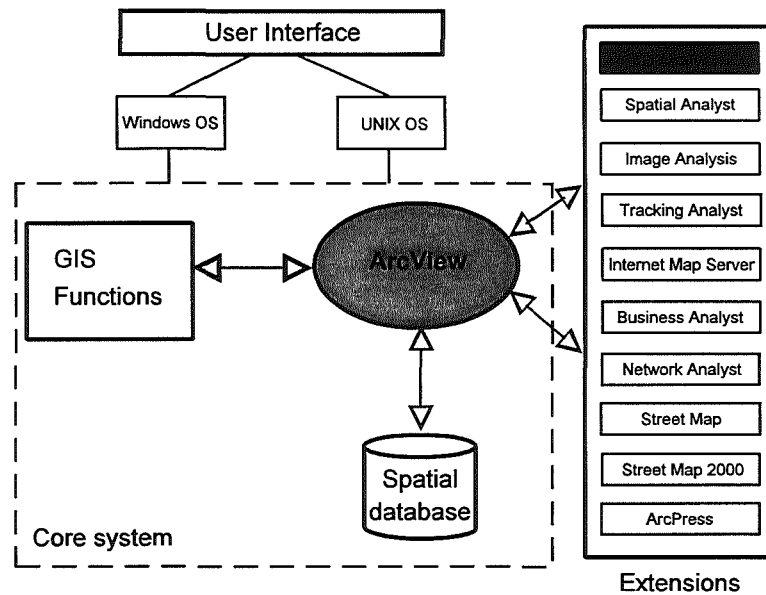 User Interface
Windows OS
UNIX OS
GIS
Functions
ArcView
Spatial
database
Core system
Spatial Analyst
Image Analysis
Tracking Analyst
Internet Map Server
Business Analyst
Network Analyst
Street Map
Street Map 2000
ArcPress
Extensions